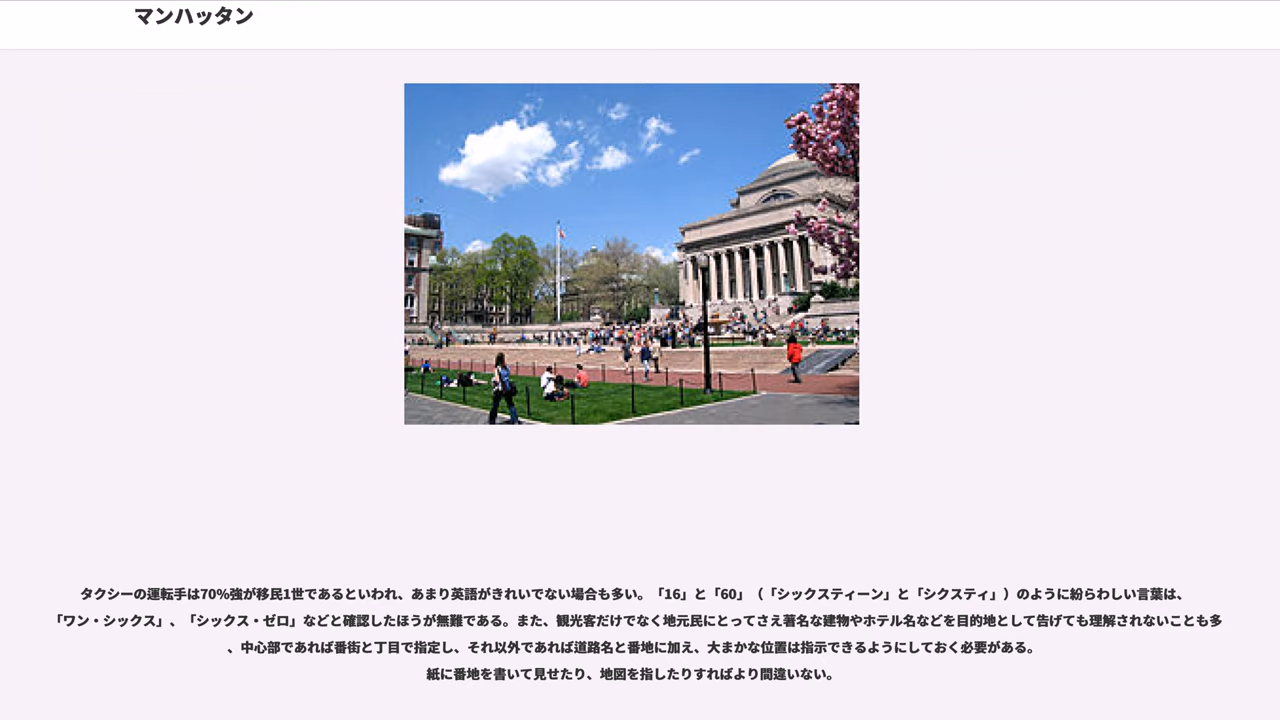 マンハッタン
タクシーの運転手は70%強が移民1世であるといわれ、あまり英語がきれいでない場合も多い。「16」と「60」（「シックスティーン」と「シクスティ」）のように紛らわしい言葉は、
「ワン・シックス」、「シックス・ゼロ」などと確認したほうが無難である。また、観光客だけでなく地元民にとってさえ著名な建物やホテル名などを目的地として告げても理解されないことも多
、中心部であれば番街と丁目で指定し、それ以外であれば道路名と番地に加え、大まかな位置は指示できるようにしておく必要がある。
紙に番地を書いて見せたり、地図を指したりすればより間違いない。